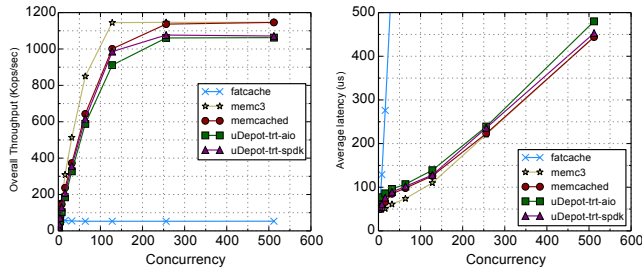 Overall Throughput (Kops/sec)
1200
1000
800
600
400
200
0
0 100 200 300 400 500 600
Concurrency
fatcache
memc3
memcached
uDepot-trt-aio
uDepot-trt-spdk
Average latency (us)
500
400
300
200
100
0
0 100 200 300 400 500 600
Concurrency
fatcache
memc3
memcached
uDepot-trt-aio
uDepot-trt-spdk